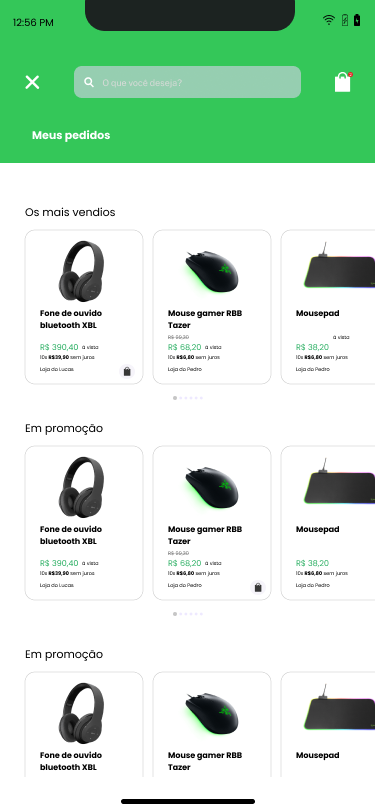 12:56 PM
O que você deseja?
Meus pedidos
Os mais vendios
Fone de ouvido
bluetooth XBL
R$ 390,40 á vista
10x R$39,90 sem juros
Loja do Lucas
Mouse gamer RBB
Tazer
R$ 90,20
R$ 68,20 á vista
10x R$6,80 sem juros
Loja do Pedro
Mousepad
á vista
R$ 38,20
10x R$6,80 sem juros
Loja do Pedro
Em promoção
Fone de ouvido
bluetooth XBL
R$ 390,40 á vista
10x R$39,90 sem juros
Loja do Lucas
Mouse gamer RBB
Tazer
R$ 90,20
R$ 68,20 á vista
10x R$6,80 sem juros
Loja do Pedro
Mousepad
R$ 38,20
10x R$6,80 sem juros
Loja do Pedro
Em promoção
Fone de ouvido
bluetooth XBL
Mouse gamer RBB
Tazer
Mousepad